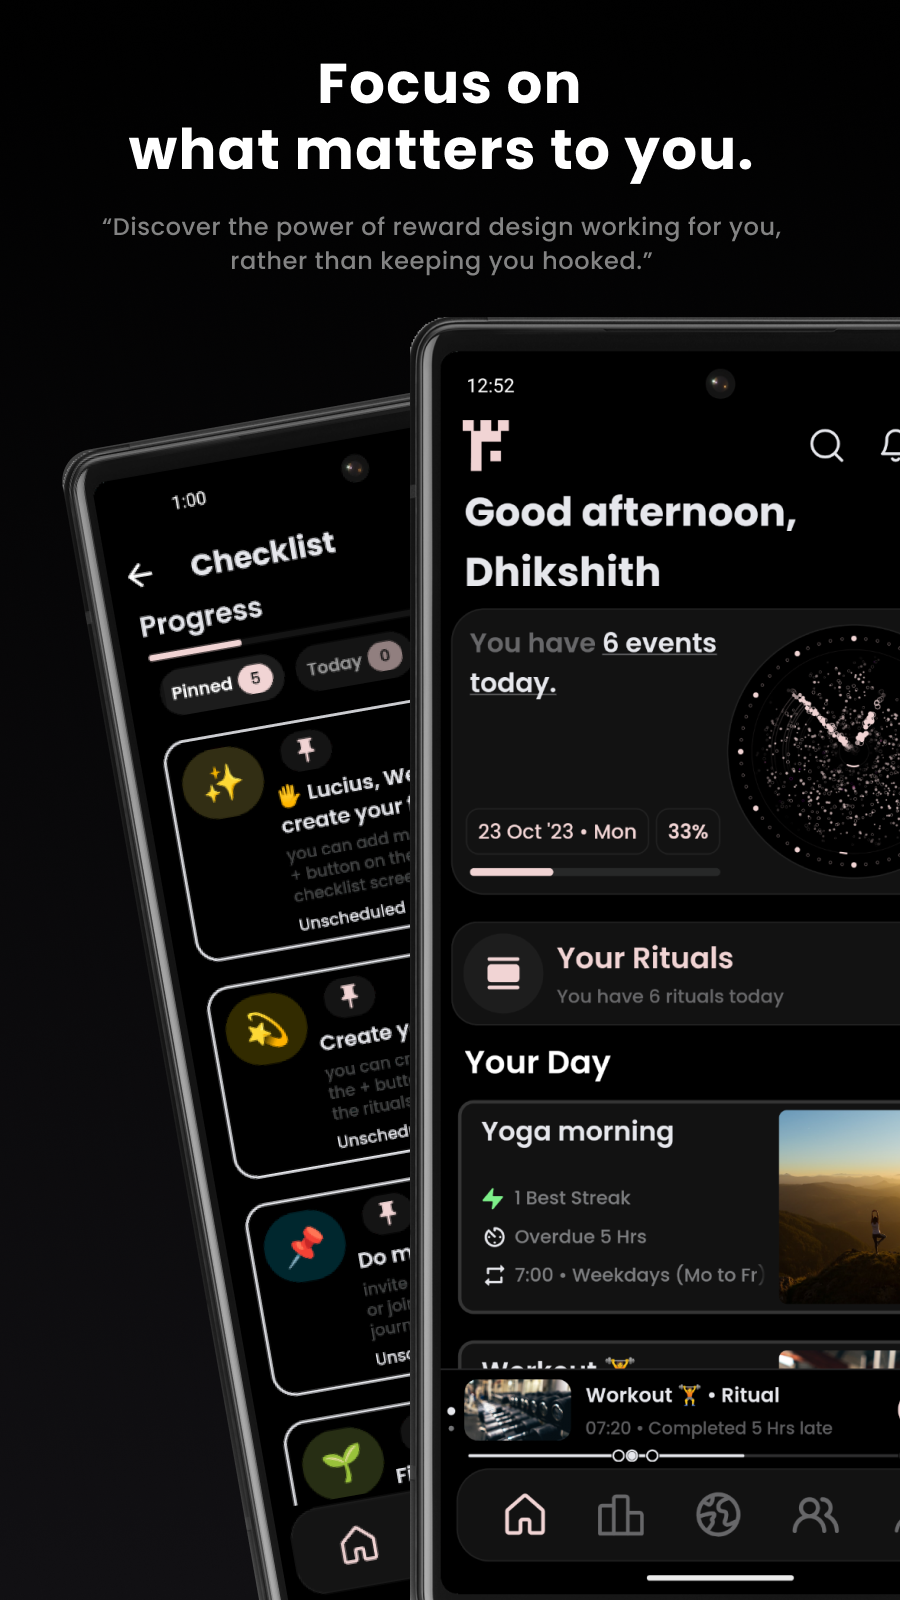 Focus on
what matters to you.
“Discover the power of reward design working for you,
rather than keeping you hooked.”
1:00
Checklist
Progress
Pinned 5
Today 0
🖐 Lucius, We
create your
you can add m
+ button on the
checklist scree
Unscheduled
Create y
you can cr
the + butt
the rituals
Unschedu
Do m
invite
or joi
journ
Unsc
Fi
12:52
Good afternoon,
Dhikshith
You have 6 events
today.
23 Oct '23 • Mon
33%
Your Rituals
You have 6 rituals today
Your Day
Yoga morning
1 Best Streak
Overdue 5 Hrs
7:00 • Weekdays (Mo to Fr)
Workout 🏋
Workout 🏋 • Ritual
07:20 • Completed 5 Hrs late